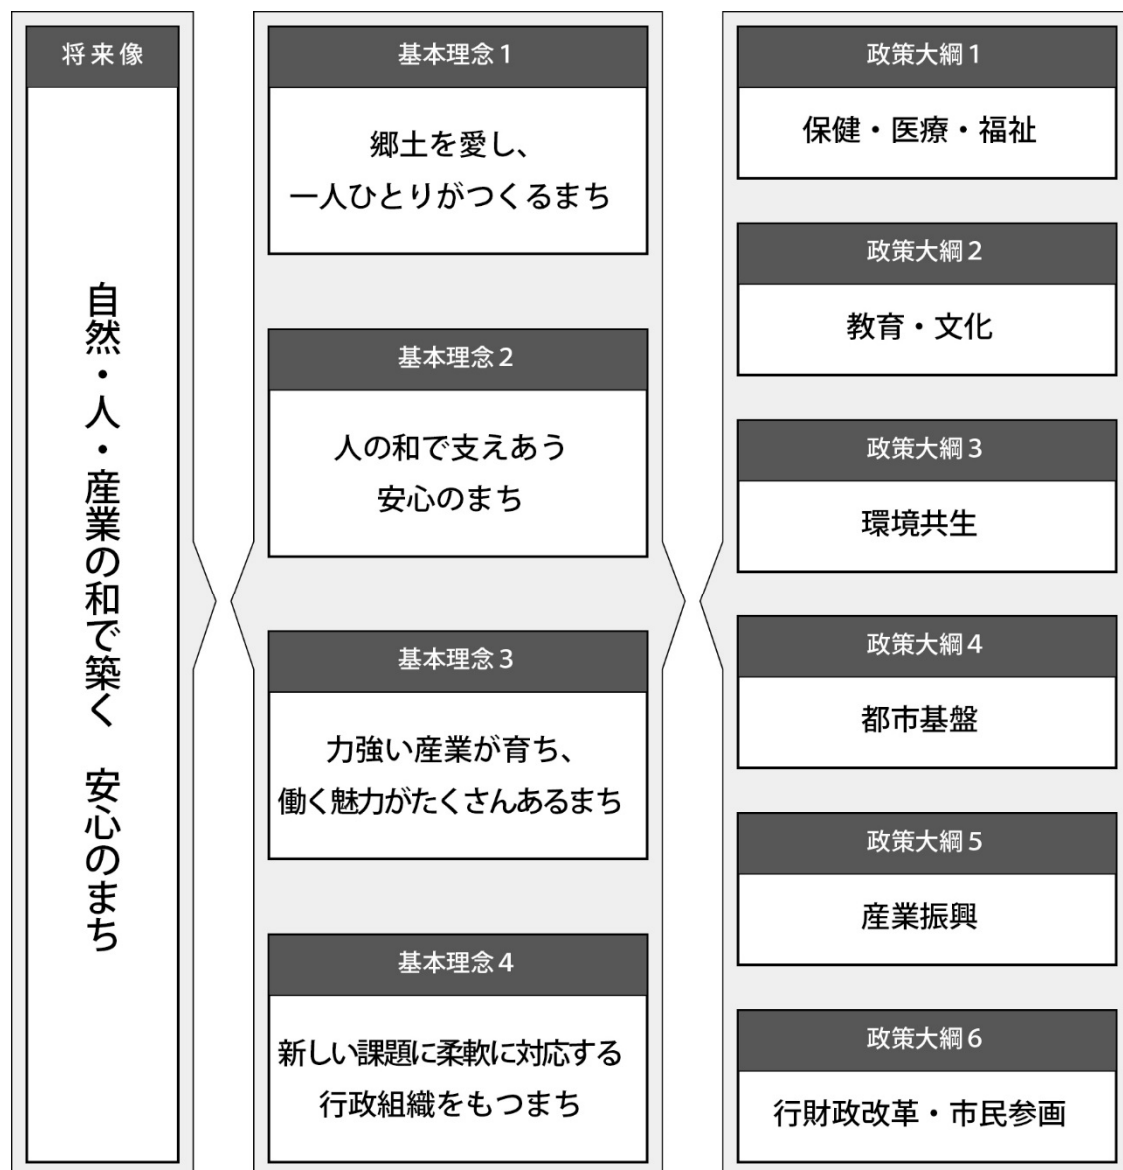 将来像
自然・人・産業の和で築く　安心のまち
基本理念1
郷土を愛し、
一人ひとりがつくるまち
基本理念2
人の和で支えあう
安心のまち
基本理念3
力強い産業が育ち、
働く魅力がたくさんあるまち
基本理念4
新しい課題に柔軟に対応する
行政組織をもつまち
政策大綱1
保健・医療・福祉
政策大綱2
教育・文化
政策大綱3
環境共生
政策大綱4
都市基盤
政策大綱5
産業振興
政策大綱6
行財政改革・市民参画